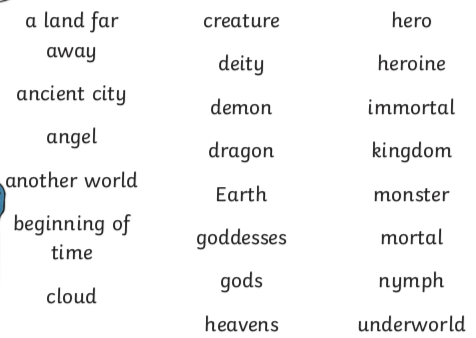 a land far
away
ancient city
angel
another world
beginning of
time
cloud
creature
deity
demon
dragon
Earth
goddesses
gods
heavens
hero
heroine
immortal
kingdom
monster
mortal
nymph
underworld